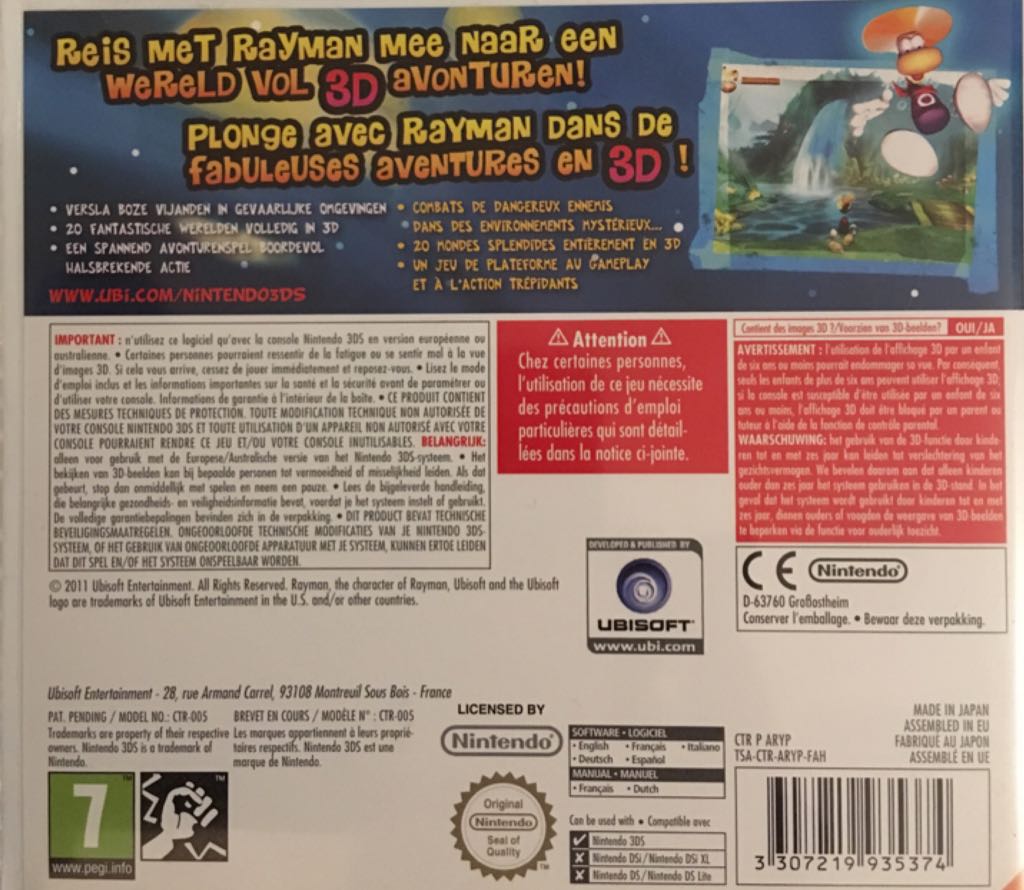 Reis met Rayman mee naar een
wereld vol 3D avonturen!
Plonge avec Rayman dans de
fabuleuses aventures en 3D !
• VERSLA BOZE VIJANDEN IN GEVAARLIJKE OMGEVINGEN
• 20 FANTASTISCHE WERELDEN VOLLEDIG IN 3D
• EEN SPANNEND AVONTURENSPEL BOORDEVOL
HALSBREKENDE ACTIE
• COMBATS DE DANGEREUX ENNEMIS
DANS DES ENVIRONNEMENTS MYSTÉRIEUX...
• 20 MONDES SPLENDIDES ENTIÈREMENT EN 3D
• UN JEU DE PLATEFORME AU GAMEPLAY
ET À L'ACTION TRÉPIDANTS
WWW.UBI.COM/NINTENDO3DS
IMPORTANT : n'utilisez ce logiciel qu'avec la console Nintendo 3DS en version européenne ou
australienne. • Certaines personnes pourraient ressentir de la fatigue ou se sentir mal à la vue
d'images 3D. Si cela vous arrive, cessez de jouer immédiatement et reposez-vous. • Lisez le mode
d'emploi inclus et les informations importantes sur la santé et la sécurité avant de paramétrer ou
d'utiliser votre console. Informations de garantie à l'intérieur de la boîte. • CE PRODUIT CONTIENT
DES MESURES TECHNIQUES DE PROTECTION. TOUTE MODIFICATION TECHNIQUE NON AUTORISÉE DE
VOTRE CONSOLE NINTENDO 3DS ET TOUTE UTILISATION D'UN APPAREIL NON AUTORISÉ AVEC VOTRE
CONSOLE POURRAIENT RENDRE CE JEU ET/OU VOTRE CONSOLE INUTILISABLES. BELANGRIJK:
alleen voor gebruik met de Europese/Australische versie van het Nintendo 3DS-systeem. • Het
bekijken van 3D-beelden kan bij bepaalde personen tot vermoeidheid of misselijkheid leiden. Als dat
gebeurt, stop dan onmiddellijk met spelen en neem een pauze. • Lees de bijgeleverde handleiding,
die belangrijke gezondheids- en veiligheidsinformatie bevat, voordat je het systeem instelt of gebruikt.
De volledige garantiebepalingen bevinden zich in de verpakking. • DIT PRODUCT BEVAT TECHNISCHE
BEVEILIGINGSMAATREGELEN. ONGEOORLOOFDE TECHNISCHE MODIFICATIES VAN JE NINTENDO 3DS-
SYSTEEM, OF HET GEBRUIK VAN ONGEOORLOOFDE APPARATUUR MET JE SYSTEEM, KUNNEN ERTOE LEIDEN
DAT DIT SPEL EN/OF HET SYSTEEM ONSPEELBAAR WORDEN.
⚠ Attention ⚠
Chez certaines personnes,
l'utilisation de ce jeu nécessite
des précautions d'emploi
particulières qui sont détail-
lées dans la notice ci-jointe.
Contient des images 3D ?/Voorzien van 3D-beelden? OUI/JA
AVERTISSEMENT : l'utilisation de l'affichage 3D par un enfant
de six ans ou moins pourrait endommager sa vue. Par conséquent,
seuls les enfants de plus de six ans peuvent utiliser l'affichage 3D;
si la console est susceptible d'être utilisée par un enfant de six
ans ou moins, l'affichage 3D doit être bloqué par un parent ou
tuteur à l'aide de la fonction de contrôle parental.
WAARSCHUWING: het gebruik van de 3D-functie door kinde-
ren tot en met zes jaar kan leiden tot verslechtering van het
gezichtsvermogen. We bevelen daarom aan dat alleen kinderen
ouder dan zes jaar het systeem gebruiken in de 3D-stand. In het
geval dat het systeem wordt gebruikt door kinderen tot en met
zes jaar, dienen ouders of voogden de weergave van 3D-beelden
te beperken via de functie voor ouderlijk toezicht.
© 2011 Ubisoft Entertainment. All Rights Reserved. Rayman, the character of Rayman, Ubisoft and the Ubisoft
logo are trademarks of Ubisoft Entertainment in the U.S. and/or other countries.
DEVELOPED & PUBLISHED BY
UBISOFT
www.ubi.com
CE Nintendo
D-63760 Großostheim
Conserver l'emballage. • Bewaar deze verpakking.
Ubisoft Entertainment - 28, rue Armand Carrel, 93108 Montreuil Sous Bois - France
PAT. PENDING / MODEL NO.: CTR-005
Trademarks are property of their respective
owners. Nintendo 3DS is a trademark of
Nintendo.
BREVET EN COURS / MODÈLE N° : CTR-005
Les marques appartiennent à leurs proprié-
taires respectifs. Nintendo 3DS est une
marque de Nintendo.
7
www.pegi.info
LICENSED BY
Nintendo
Original
Nintendo
Seal of
Quality
SOFTWARE • LOGICIEL
• English • Français • Italiano
• Deutsch • Español
MANUAL • MANUEL
• Français • Dutch
Can be used with • Compatible avec
✓ Nintendo 3DS
✗ Nintendo DSi/Nintendo DSi XL
✗ Nintendo DS/Nintendo DS Lite
CTR P ARYP
TSA-CTR-ARYP-FAH
MADE IN JAPAN
ASSEMBLED IN EU
FABRIQUÉ AU JAPON
ASSEMBLÉ EN UE
3 307219 935374